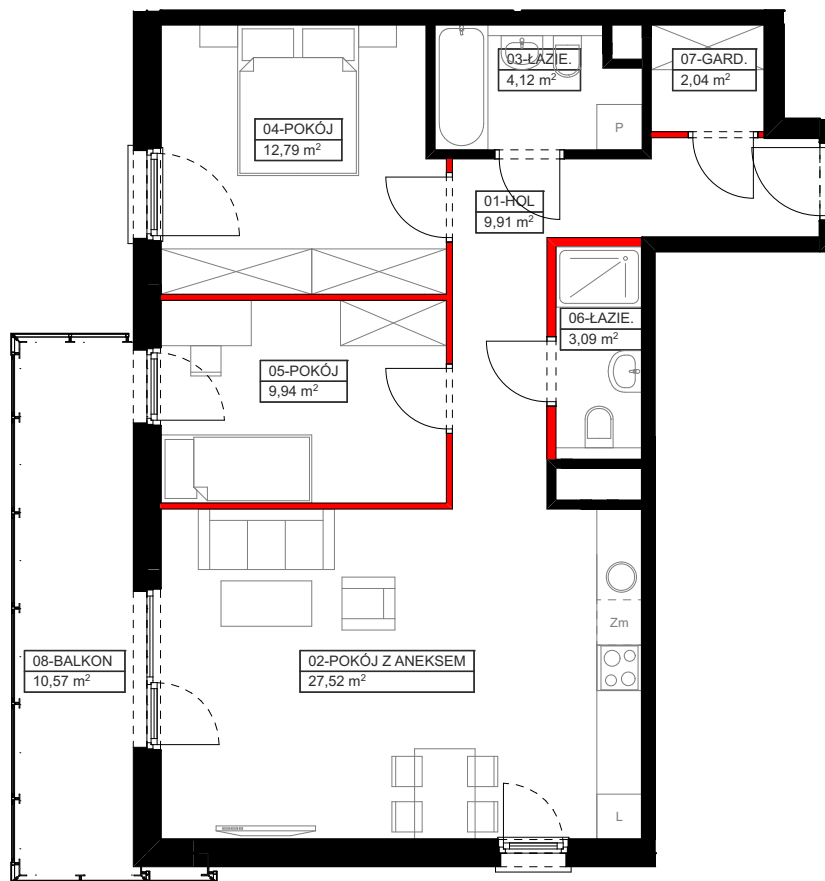 03-ŁAZIE.
4,12 m²
07-GARD.
2,04 m²
04-POKÓJ
12,79 m²
P
01-HOL
9,91 m²
06-ŁAZIE.
3,09 m²
05-POKÓJ
9,94 m²
Zm
08-BALKON
10,57 m²
02-POKÓJ Z ANEKSEM
27,52 m²
L